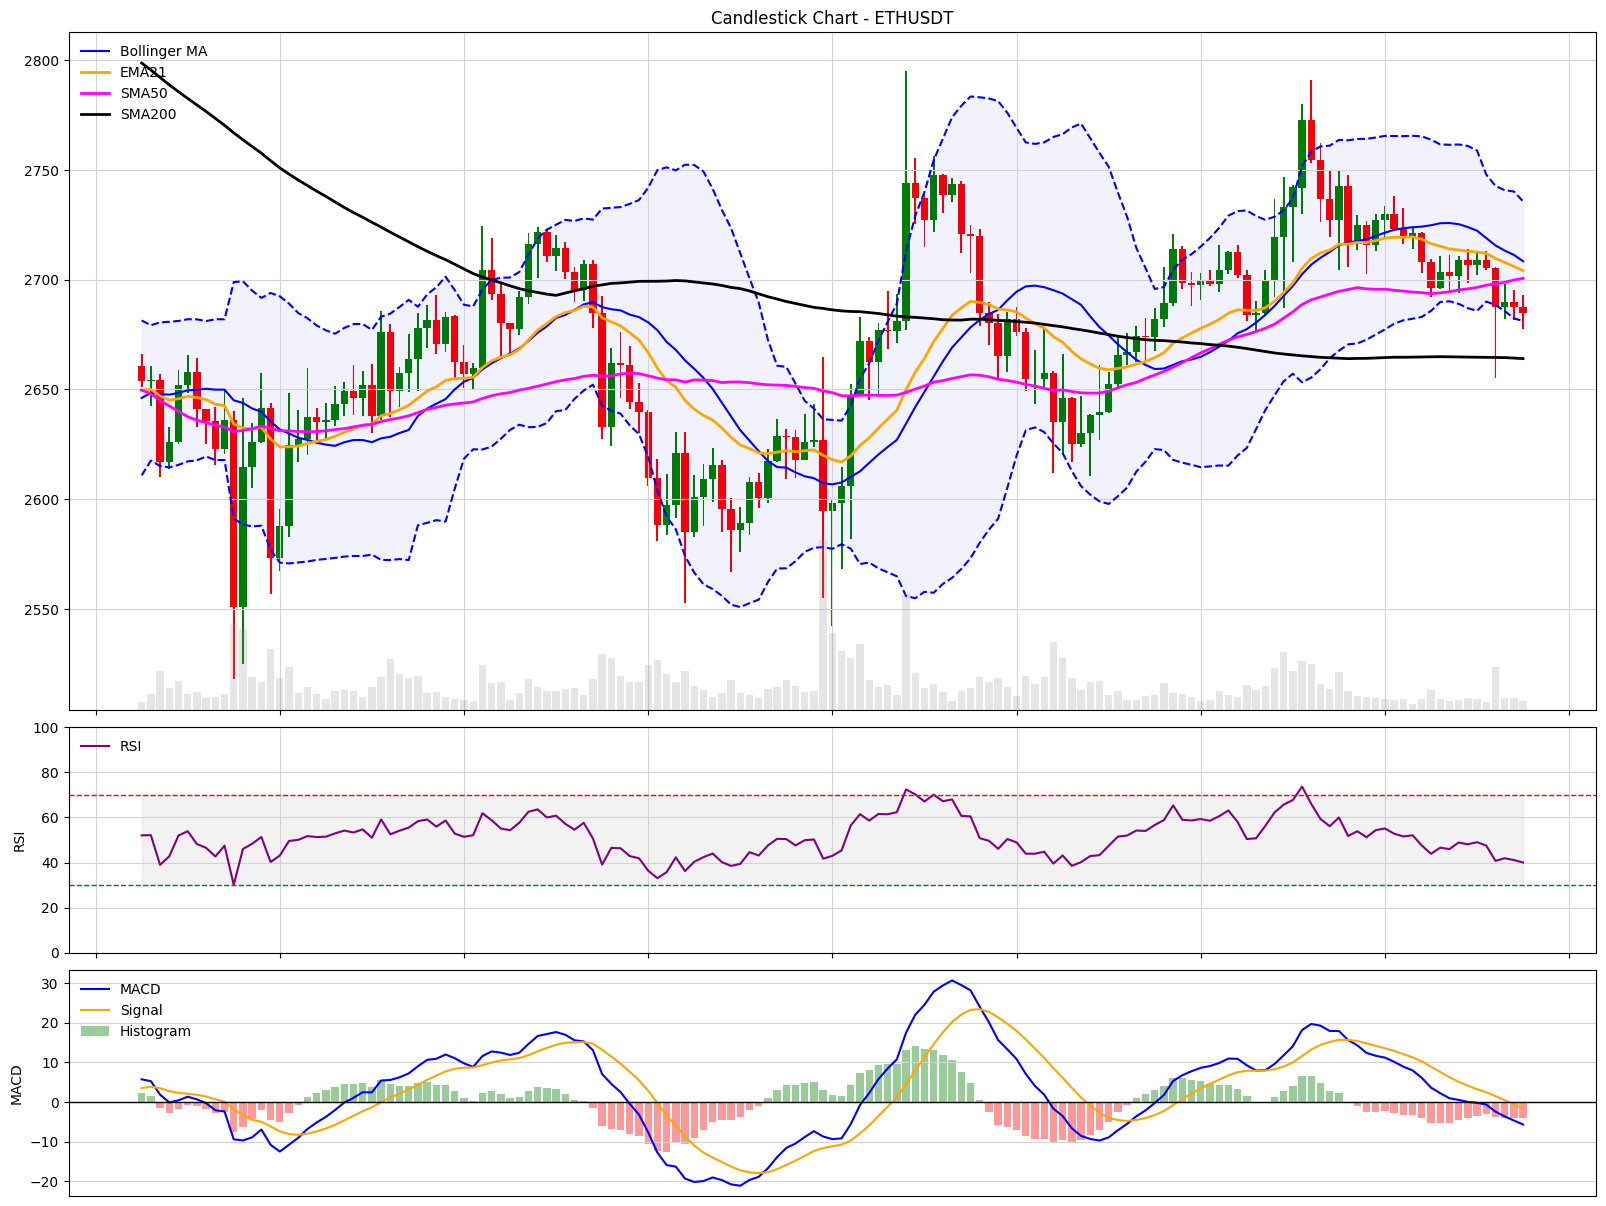 Candlestick Chart - ETHUSDT
Bollinger MA
EMA21
SMA50
SMA200
2800
2750
2700
2650
2600
2550
RSI
100
80
60
40
20
0
RSI
MACD
Signal
Histogram
30
20
10
0
−10
−20
MACD